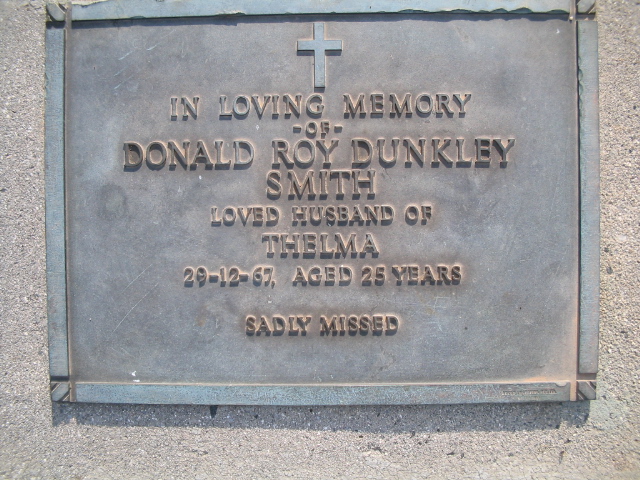 IN LOVING MEMORY
-OF-
DONALD ROY DUNKLEY
SMITH
LOVED HUSBAND OF
THELMA
29-12-67, AGED 25 YEARS
SADLY MISSED